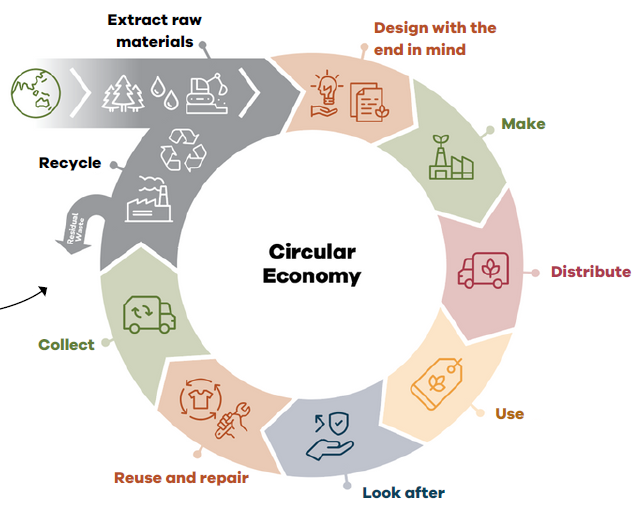 Extract raw
materials
Design with the
end in mind
Make
Recycle
Residual
Waste
Circular
Economy
Distribute
Collect
Use
Reuse and repair
Look after